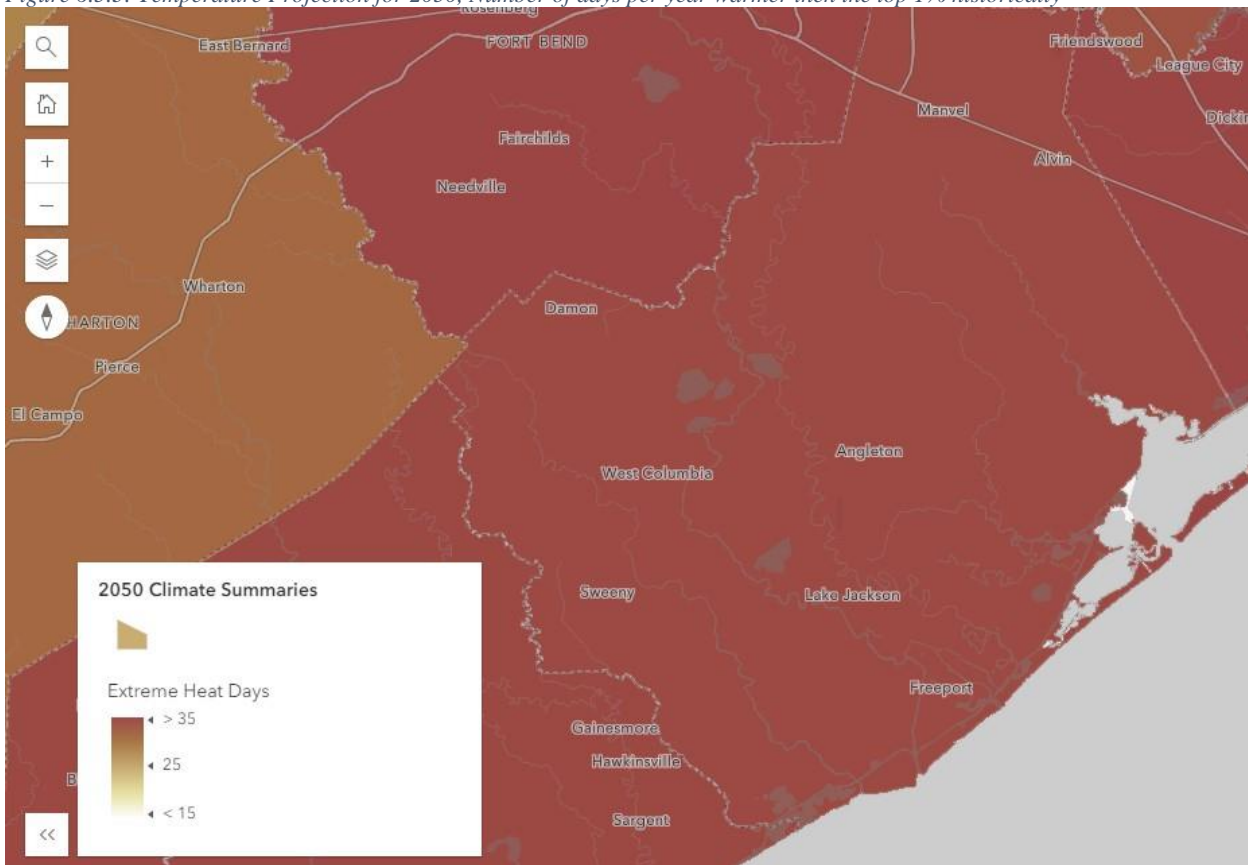 East Bernard
FORT BEND
Friendswood
League City
Manvel
Fairchilds
Alvin
Needville
Wharton
Damon
HARTON
Pierce
El Campo
Angleton
West Columbia
2050 Climate Summaries
Sweeny
Lake Jackson
Extreme Heat Days
Freeport
> 35
Gainesmore
25
Hawkinsville
< 15
Sargent